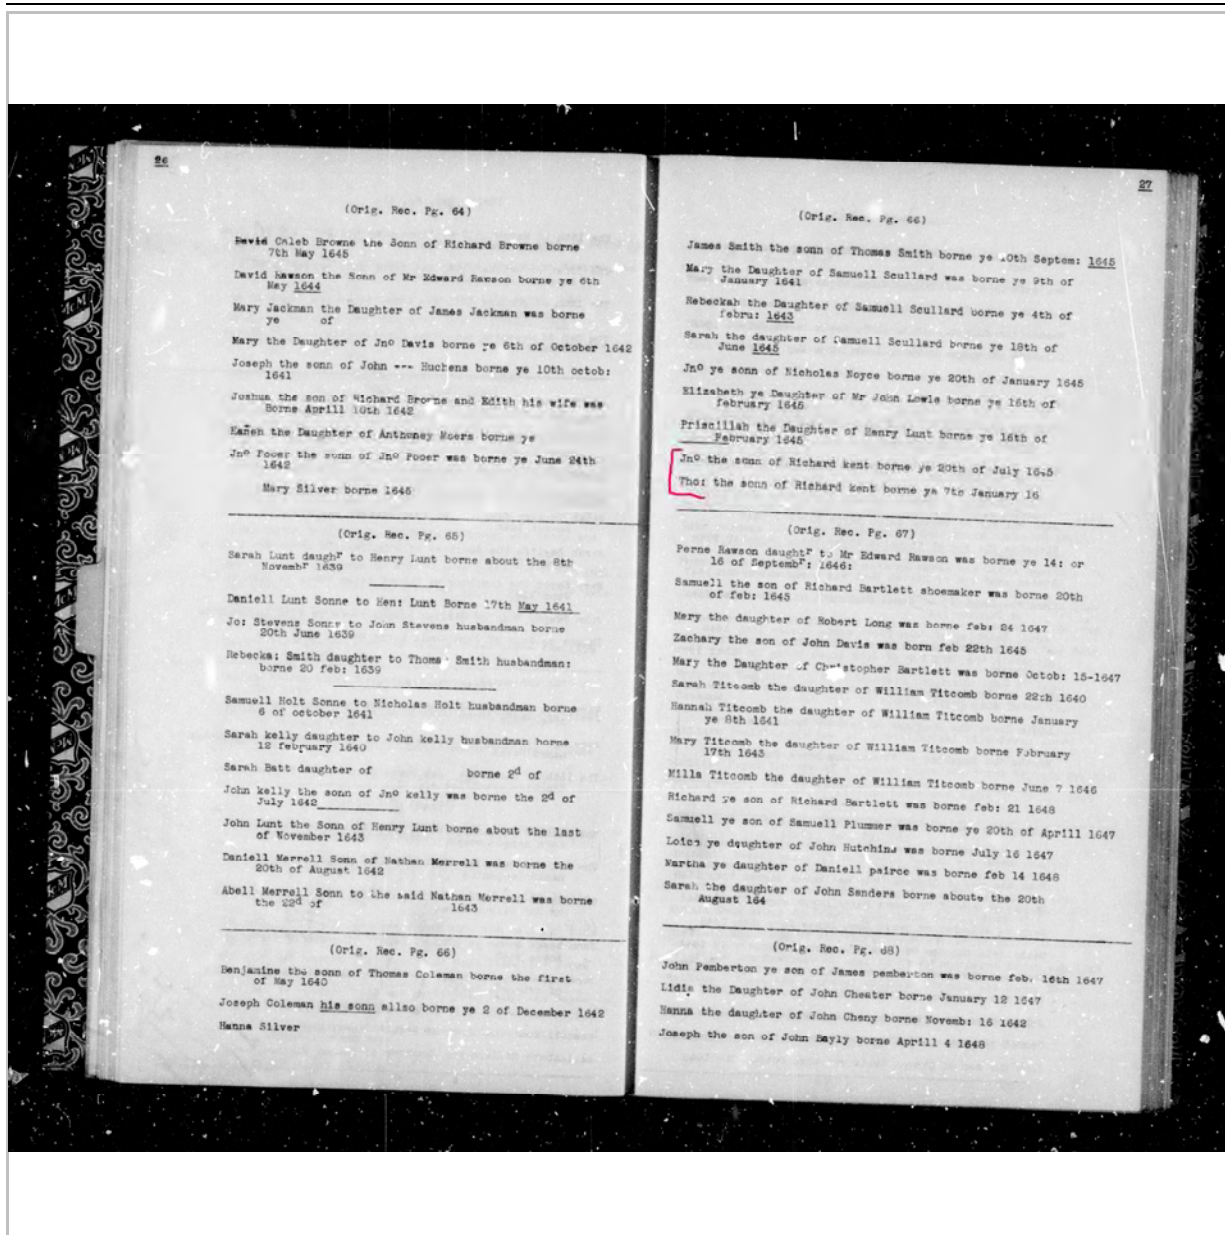 26
(Orig. Rec. Pg. 64)
David Caleb Browne the Sonn of Richard Browne borne
7th May 1645
David Rawson the Sonn of Mr Edward Rawson borne ye 6th
May 1644
Mary Jackman the Daughter of James Jackman was borne
ye of
Mary the Daughter of Jno Davis borne ye 6th of October 1642
Joseph the sonn of John --- Huchens borne ye 10th octob:
1641
Joshua the son of Richard Browne and Edith his wife was
Borne Aprill 10th 1642
the Daughter of Anthoney Moers borne ye
Jno Pooer the sonn of Jno Pooer was borne ye June 24th
1642
Mary Silver borne 1645
(Orig. Rec. Pg. 65)
Sarah Lunt daughr to Henry Lunt borne about the 8th
Novembr 1639
Daniell Lunt Sonne to Hen: Lunt Borne 17th May 1641
Jo: Stevens Sonne to John Stevens husbandman borne
20th June 1639
Rebecka: Smith daughter to Thomas Smith husbandman:
borne 20 feb: 1639
Samuell Holt Sonne to Nicholas Holt husbandman borne
6 of october 1641
Sarah kelly daughter to John kelly husbandman borne
12 february 1640
Sarah Batt daughter of borne 2d of
John kelly the sonn of Jno kelly was borne the 2d of
July 1642
John Lunt the Sonn of Henry Lunt borne about the last
of November 1643
Daniell Merrell Sonn of Nathan Merrell was borne the
20th of August 1642
Abell Merrell Sonn to the said Nathan Merrell was borne
the 22d of 1643
(Orig. Rec. Pg. 66)
Benjamine the sonn of Thomas Coleman borne the first
of May 1640
Joseph Coleman his sonn allso borne ye 2 of December 1642
Hanna Silver
27
(Orig. Rec. Pg. 66)
James Smith the sonn of Thomas Smith borne ye Septem: 1645
Mary the Daughter of Samuell Scullard was borne ye 9th of
January 1641
Rebeckah the Daughter of Samuell Scullard borne ye 4th of
febru: 1643
Sarah the daughter of Samuell Scullard borne ye 18th of
June 1645
Jno ye sonn of Nicholas Noyce borne ye 20th of January 1645
Elizabeth ye Daughter of Mr John Lowle borne ye 16th of
february 1645
Priscillah the Daughter of Henry Lunt borne ye 16th of
February 1645
Jno the sonn of Richard kent borne ye 20th of July 1645
Tho: the sonn of Richard kent borne ye 7th January 16
(Orig. Rec. Pg. 67)
Perne Rawson daughtr to Mr Edward Rawson was borne ye 14: or
16 of Septembr: 1646:
Samuell the son of Richard Bartlett shoemaker was borne 20th
of feb: 1645
Mery the daughter of Robert Long was borne feb: 24 1647
Zachary the son of John Davis was born feb 22th 1645
Mary the Daughter of Christopher Bartlett was borne Octob: 15-1647
Sarah Titcomb the daughter of William Titcomb borne 22th 1640
Hannah Titcomb the daughter of William Titcomb borne January
ye 8th 1641
Mary Titcomb the daughter of William Titcomb borne February
17th 1643
Milla Titcomb the daughter of William Titcomb borne June 7 1646
Richard ye son of Richard Bartlett was borne feb: 21 1648
Samuell ye son of Samuell Plummer was borne ye 20th of Aprill 1647
ye daughter of John Hutchins was borne July 16 1647
Martha ye daughter of Daniell peirce was borne feb 14 1648
Sarah the daughter of John Sanders borne aboute the 20th
August 164
(Orig. Rec. Pg. 68)
John Pemberton ye son of James pemberton was borne feb. 16th 1647
Lidia the Daughter of John Cheater borne January 12 1647
Hanna the daughter of John Cheny borne Novemb: 16 1642
Joseph the son of John Bayly borne Aprill 4 1648